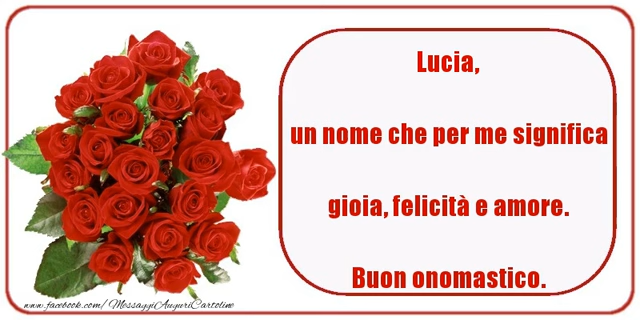 Lucia,
un nome che per me significa
gioia, felicità e amore.
Buon onomastico.
www.facebook.com/MessaggiAuguriCartoline